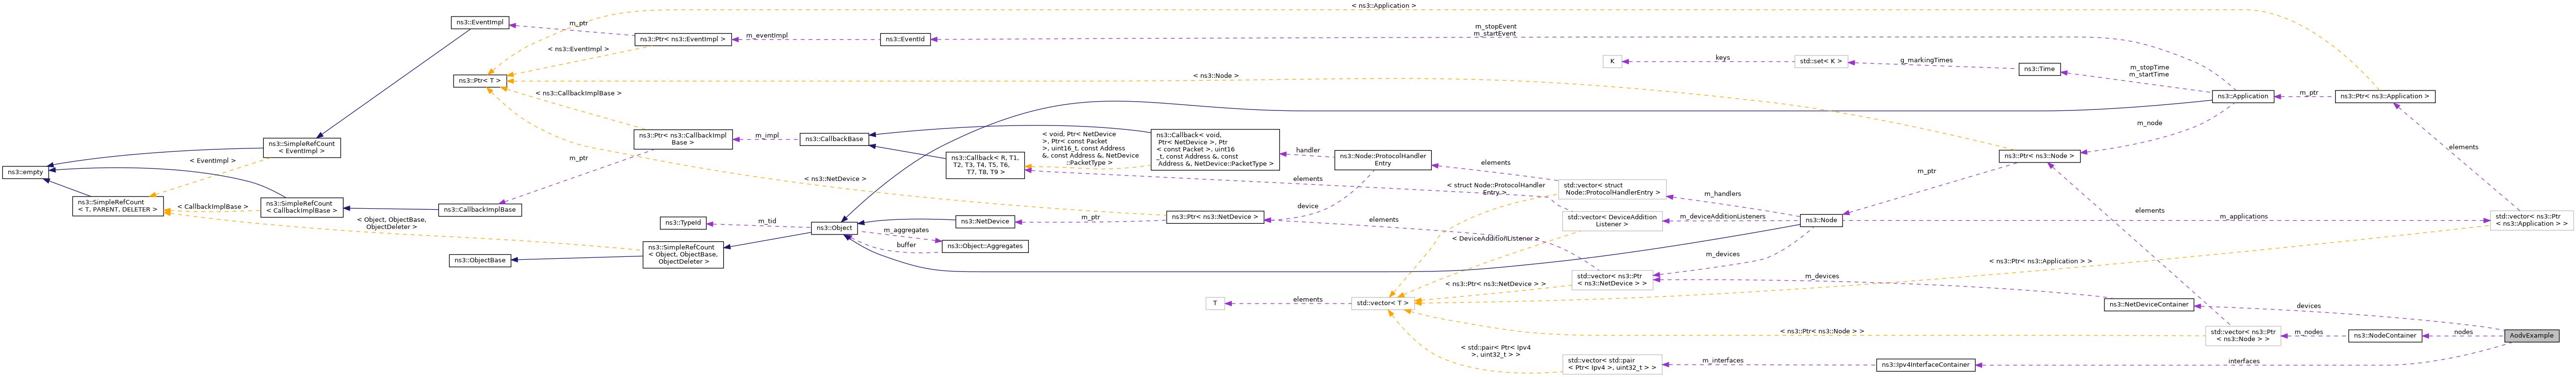 < ns3::Application >
ns3::EventImpl
m_ptr
m_stopEvent
m_startEvent
ns3::Ptr< ns3::EventImpl >
m_eventImpl
ns3::EventId
< ns3::EventImpl >
keys
g_markingTimes
K
std::set< K >
ns3::Time
m_stopTime
m_startTime
ns3::Ptr< T >
< ns3::Node >
< ns3::CallbackImplBase >
ns3::Application
m_ptr
ns3::Ptr< ns3::Application >
m_node
ns3::SimpleRefCount
< EventImpl >
ns3::Ptr< ns3::CallbackImpl
Base >
m_impl
ns3::CallbackBase
< void, Ptr< NetDevice
>, Ptr< const Packet
>, uint16_t, const Address
&, const Address &, NetDevice
::PacketType >
ns3::Callback< void,
Ptr< NetDevice >, Ptr
< const Packet >, uint16
_t, const Address &, const
Address &, NetDevice::PacketType >
handler
ns3::Node::ProtocolHandler
Entry
elements
ns3::Ptr< ns3::Node >
elements
< EventImpl >
m_ptr
ns3::Callback< R, T1,
T2, T3, T4, T5, T6,
T7, T8, T9 >
ns3::empty
< ns3::NetDevice >
elements
< struct Node::ProtocolHandler
Entry >
std::vector< struct
Node::ProtocolHandlerEntry >
m_handlers
m_ptr
ns3::SimpleRefCount
< T, PARENT, DELETER >
< CallbackImplBase >
ns3::SimpleRefCount
< CallbackImplBase >
ns3::CallbackImplBase
device
elements
< Object, ObjectBase,
ObjectDeleter >
ns3::TypeId
m_tid
ns3::Object
ns3::NetDevice
m_ptr
ns3::Ptr< ns3::NetDevice >
elements
std::vector< DeviceAddition
Listener >
m_deviceAdditionListeners
ns3::Node
m_applications
std::vector< ns3::Ptr
< ns3::Application > >
m_aggregates
buffer
ns3::Object::Aggregates
< DeviceAdditionListener >
ns3::SimpleRefCount
< Object, ObjectBase,
ObjectDeleter >
ns3::ObjectBase
m_devices
< ns3::Ptr< ns3::Application > >
std::vector< ns3::Ptr
< ns3::NetDevice > >
m_devices
< ns3::Ptr< ns3::NetDevice > >
T
elements
std::vector< T >
ns3::NetDeviceContainer
devices
< ns3::Ptr< ns3::Node > >
std::vector< ns3::Ptr
< ns3::Node > >
m_nodes
ns3::NodeContainer
nodes
AodvExample
< std::pair< Ptr< Ipv4
>, uint32_t > >
std::vector< std::pair
< Ptr< Ipv4 >, uint32_t > >
m_interfaces
ns3::Ipv4InterfaceContainer
interfaces